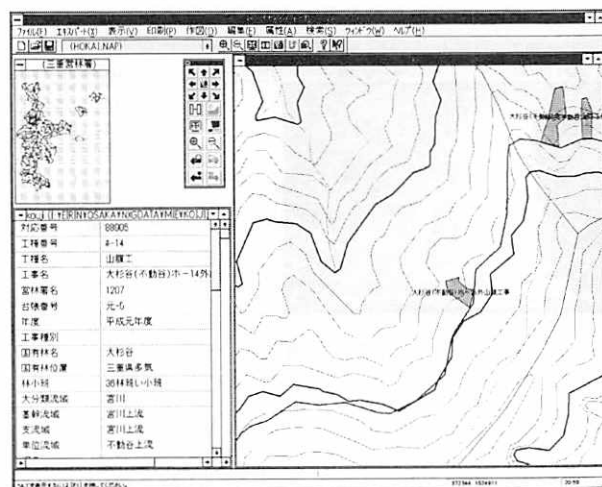 ファイル(F) エキスパート(X) 表示(V) 印刷(P) 作図(D) 編集(E) 属性(A) 検索(S) ウィンドウ(W) ヘルプ(H)
(HOKAI.NAP)
(三重営林署)
対応番号 88905
工種番号 4-14
工種名 山腹工
工事名 大杉谷(不動谷)ホ-14外
営林署名 1207
台帳番号 元-5
年度 平成元年度
工事種別
国有林名 大杉谷
国有林位置 三重県多気
林小班 36林班い小班
大分類流域 宮川
基幹流域 宮川上流
支流域 宮川上流
単位流域 不動谷上流